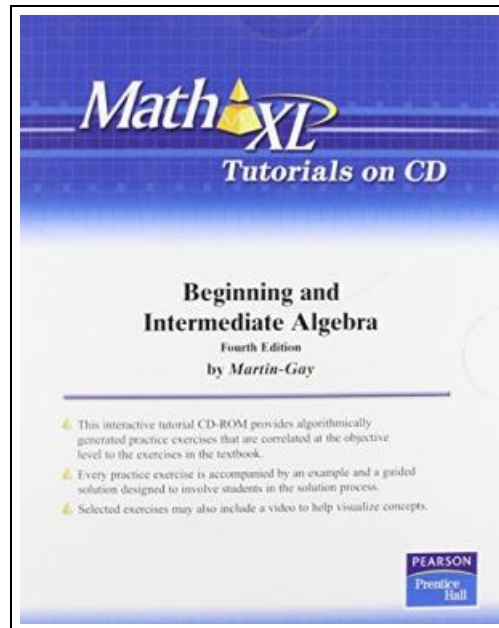 Math XL
Tutorials on CD
Beginning and
Intermediate Algebra
Fourth Edition
by Martin-Gay
This interactive tutorial CD-ROM provides algorithmically
generated practice exercises that are correlated at the objective
level to the exercises in the textbook.
Every practice exercise is accompanied by an example and a guided
solution designed to involve students in the solution process.
Selected exercises may also include a video to help visualize concepts.
PEARSON
Prentice
Hall